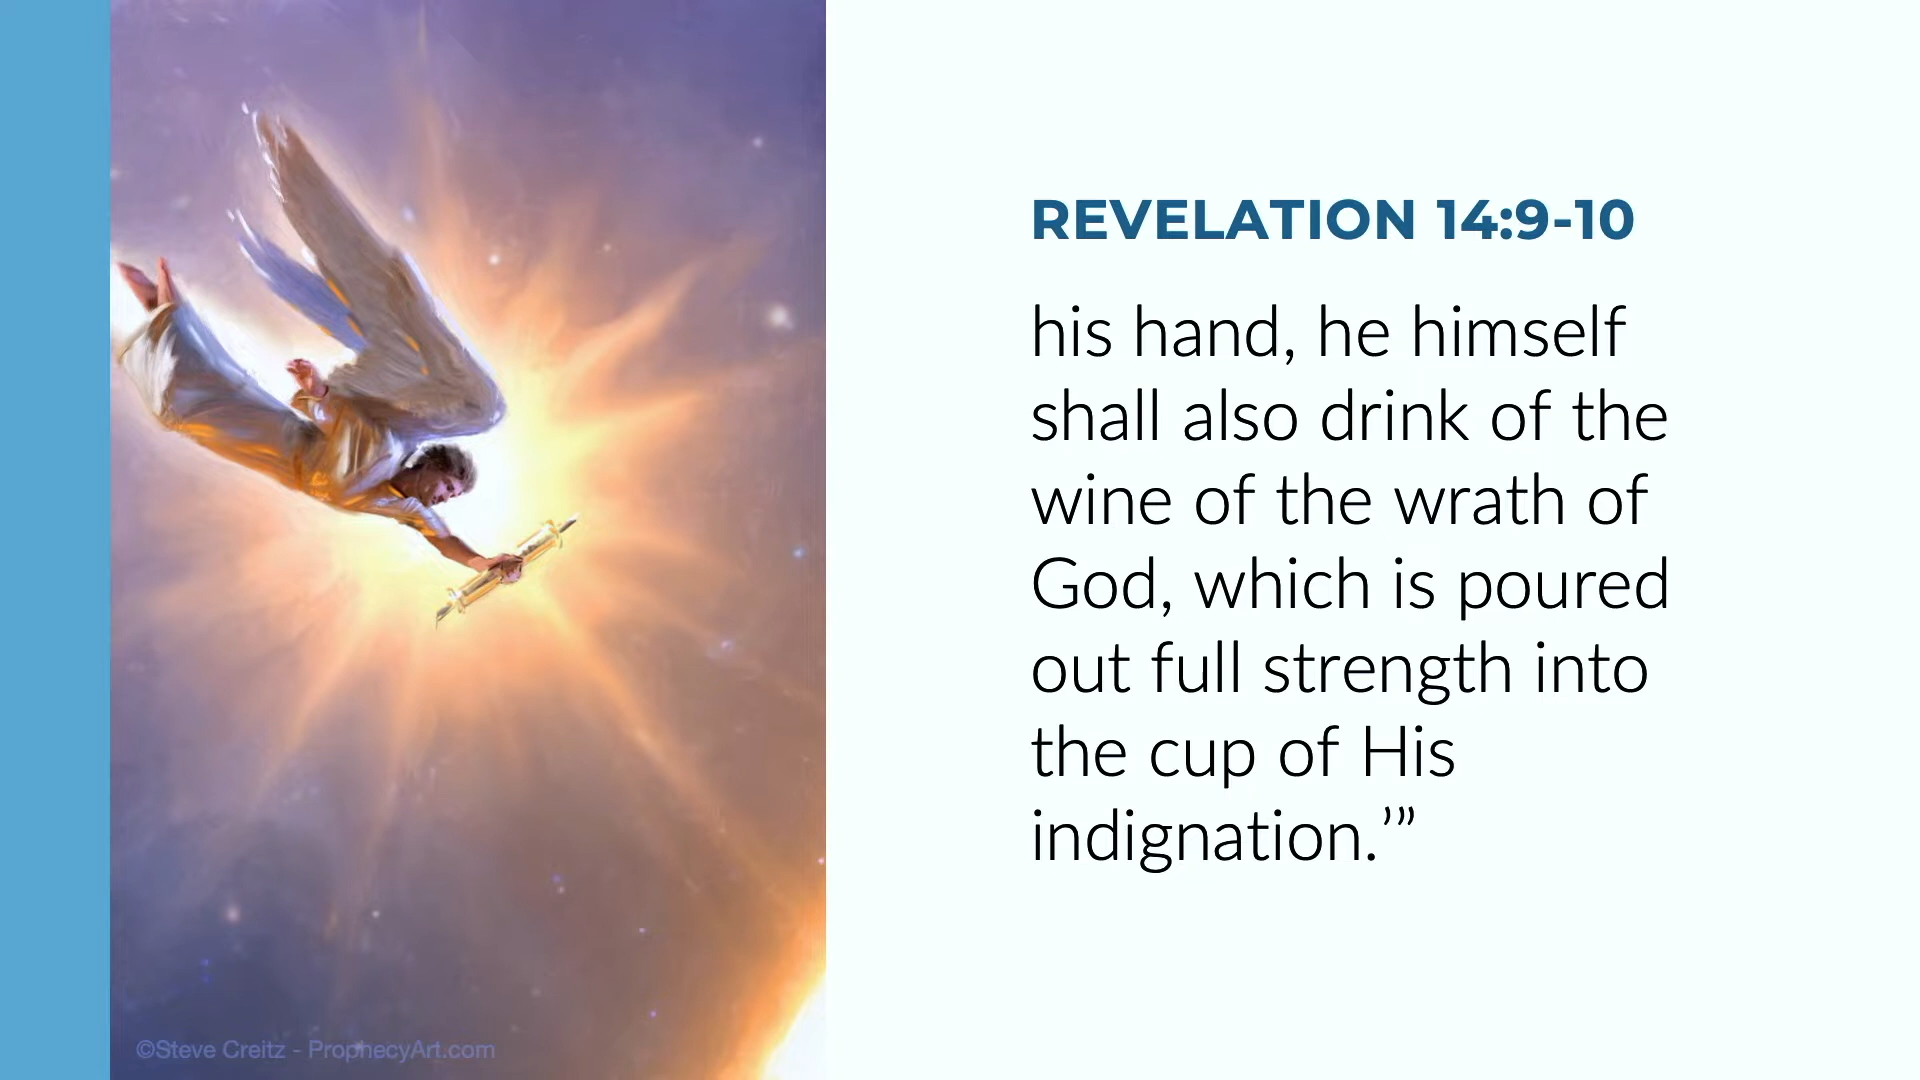 REVELATION 14:9-10
his hand, he himself
shall also drink of the
wine of the wrath of
God, which is poured
out full strength into
the cup of His
indignation.’”
©Steve Creitz - ProphecyArt.com